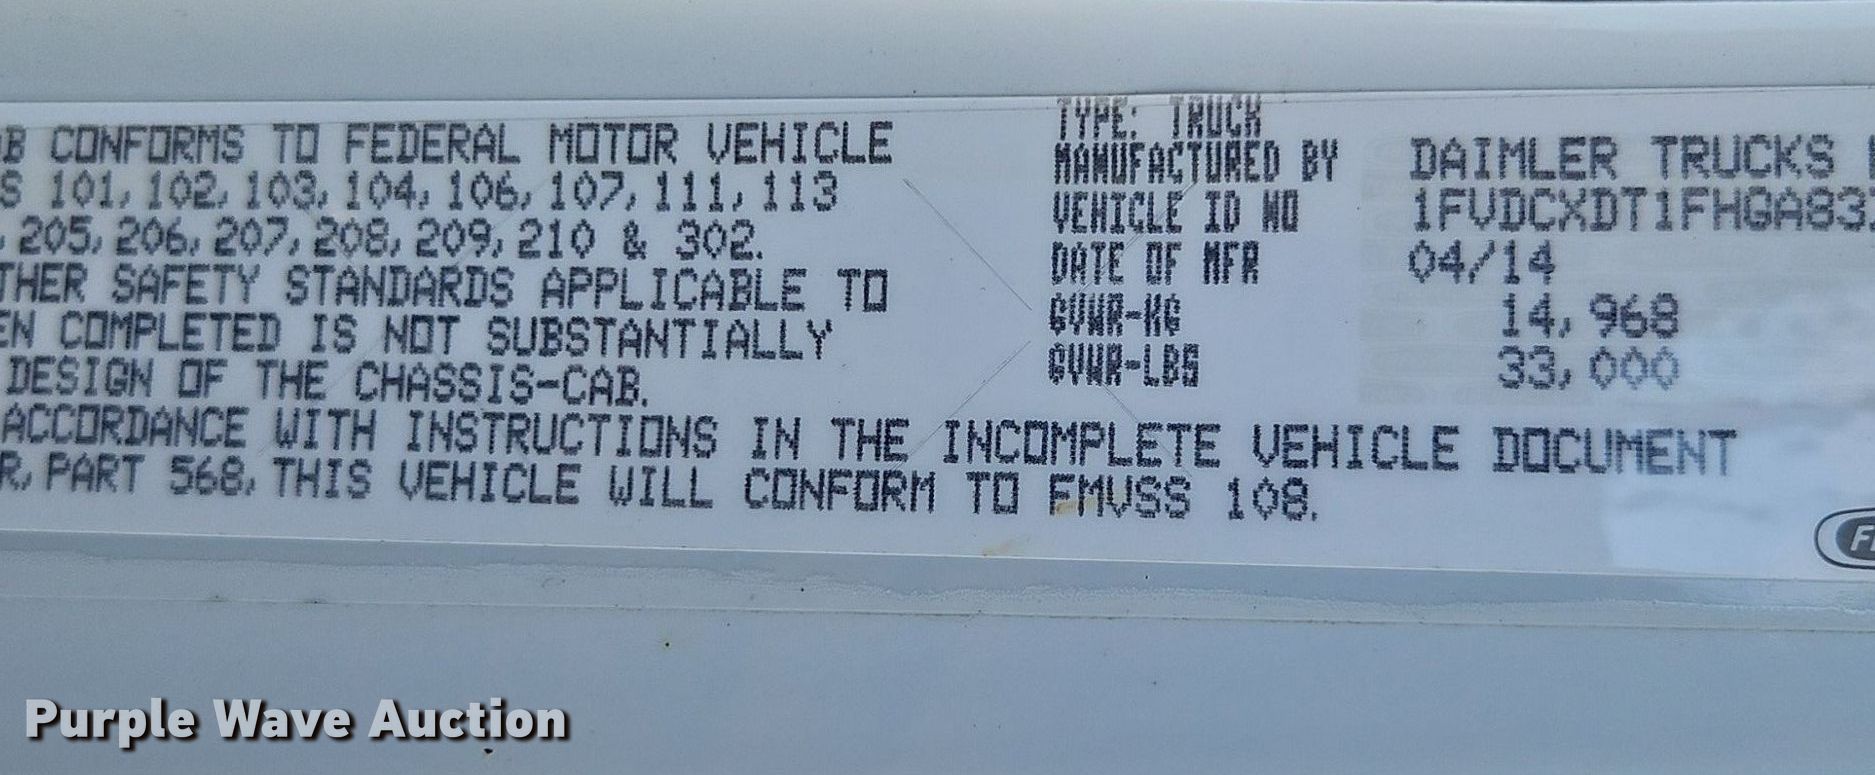 B CONFORMS TO FEDERAL MOTOR VEHICLE
S 101, 102, 103, 104, 106, 107, 111, 113
, 205, 206, 207, 208, 209, 210 & 302.
THER SAFETY STANDARDS APPLICABLE TO
EN COMPLETED IS NOT SUBSTANTIALLY
DESIGN OF THE CHASSIS-CAB.
ACCORDANCE WITH INSTRUCTIONS IN THE INCOMPLETE VEHICLE DOCUMENT
R, PART 568, THIS VEHICLE WILL CONFORM TO FMVSS 108.
TYPE: TRUCK
MANUFACTURED BY DAIMLER TRUCKS
VEHICLE ID NO 1FVDCXDT1FHGA83
DATE OF MFR 04/14
GVWR-KG 14,968
GVWR-LBS 33,000
Purple Wave Auction